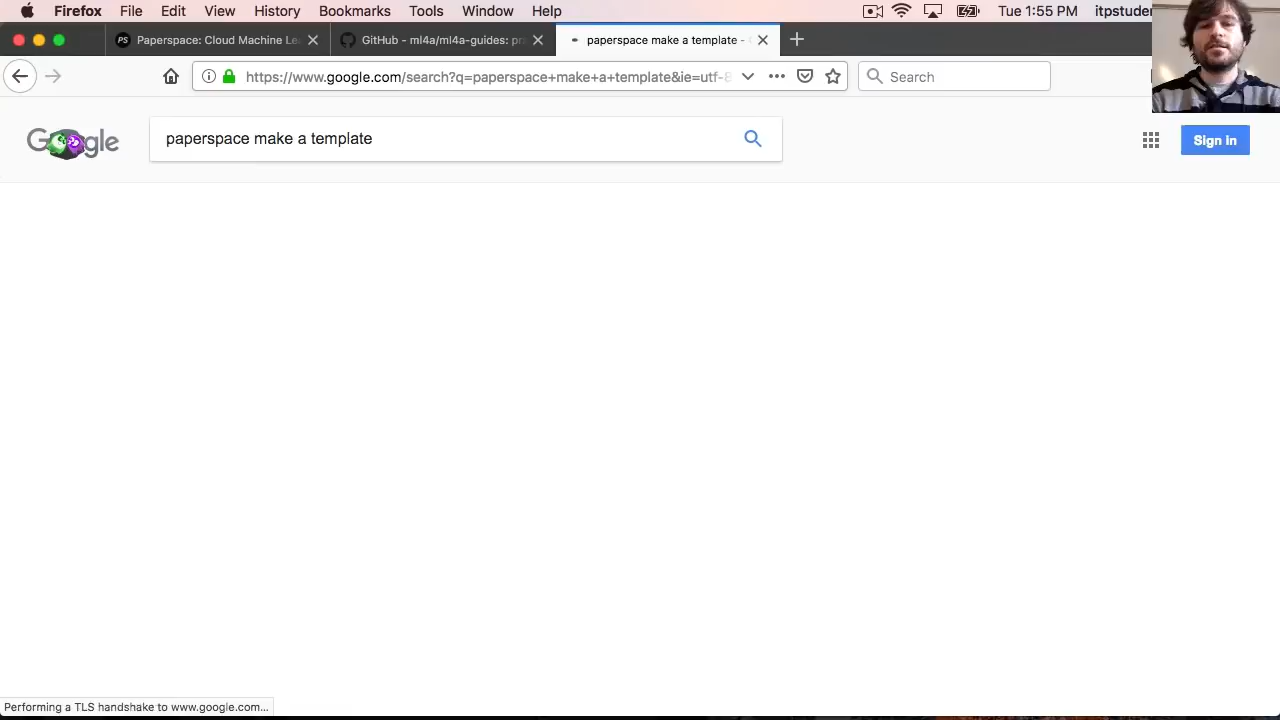 Firefox File Edit View History Bookmarks Tools Window Help Tue 1:55 PM itpstuder
PS Paperspace: Cloud Machine Le GitHub - ml4a/ml4a-guides: pra paperspace make a template -
https://www.google.com/search?q=paperspace+make+a+template&ie=utf-8 Search
Google paperspace make a template Sign in
Performing a TLS handshake to www.google.com...